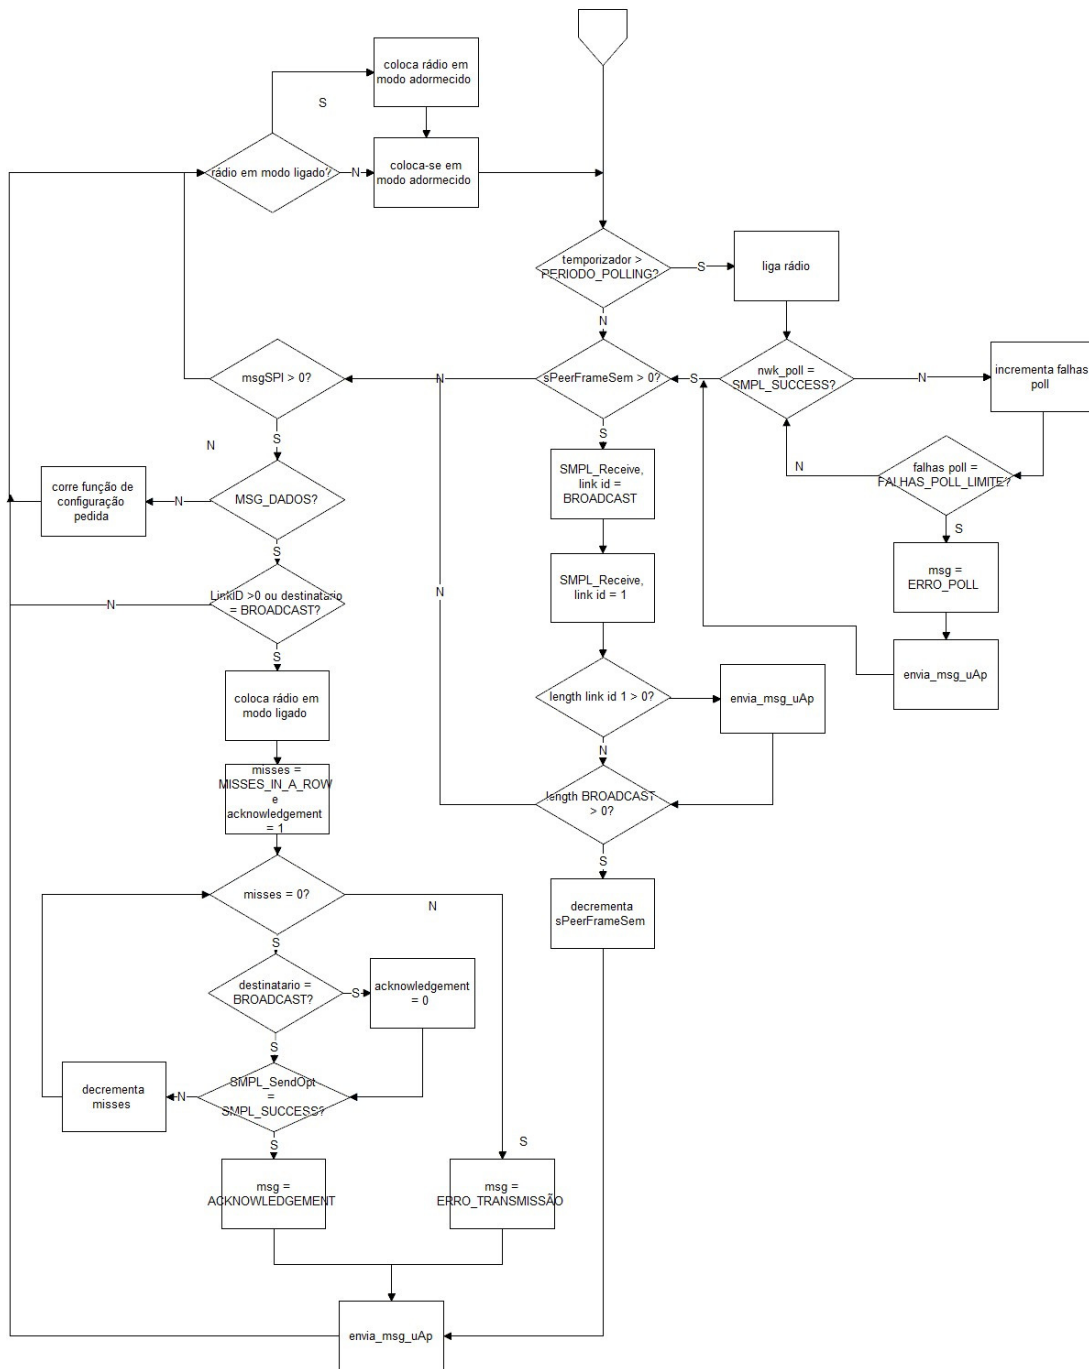 coloca rádio em
modo adormecido
S
rádio em modo ligado?
N
coloca-se em
modo adormecido
temporizador >
PERIODO_POLLING?
S
liga rádio
N
msgSPI > 0?
N
sPeerFrameSem > 0?
S
nwk_poll =
SMPL_SUCCESS?
N
incrementa falhas
poll
S
N
S
SMPL_Receive,
link id =
BROADCAST
N
falhas poll =
FALHAS_POLL_LIMITE?
corre função de
configuração
pedida
N
MSG_DADOS?
S
S
msg =
ERRO_POLL
SMPL_Receive,
link id = 1
N
LinkID >0 ou destinatario
= BROADCAST?
N
S
envia_msg_uAp
coloca rádio em
modo ligado
length link id 1 > 0?
envia_msg_uAp
N
misses =
MISSES_IN_A_ROW
e
acknowledgement
= 1
length BROADCAST
> 0?
S
misses = 0?
N
decrementa
sPeerFrameSem
S
destinatario =
BROADCAST?
S
acknowledgement
= 0
S
decrementa
misses
N
SMPL_SendOpt
=
SMPL_SUCCESS?
S
S
msg =
ACKNOWLEDGEMENT
msg =
ERRO_TRANSMISSÃO
envia_msg_uAp